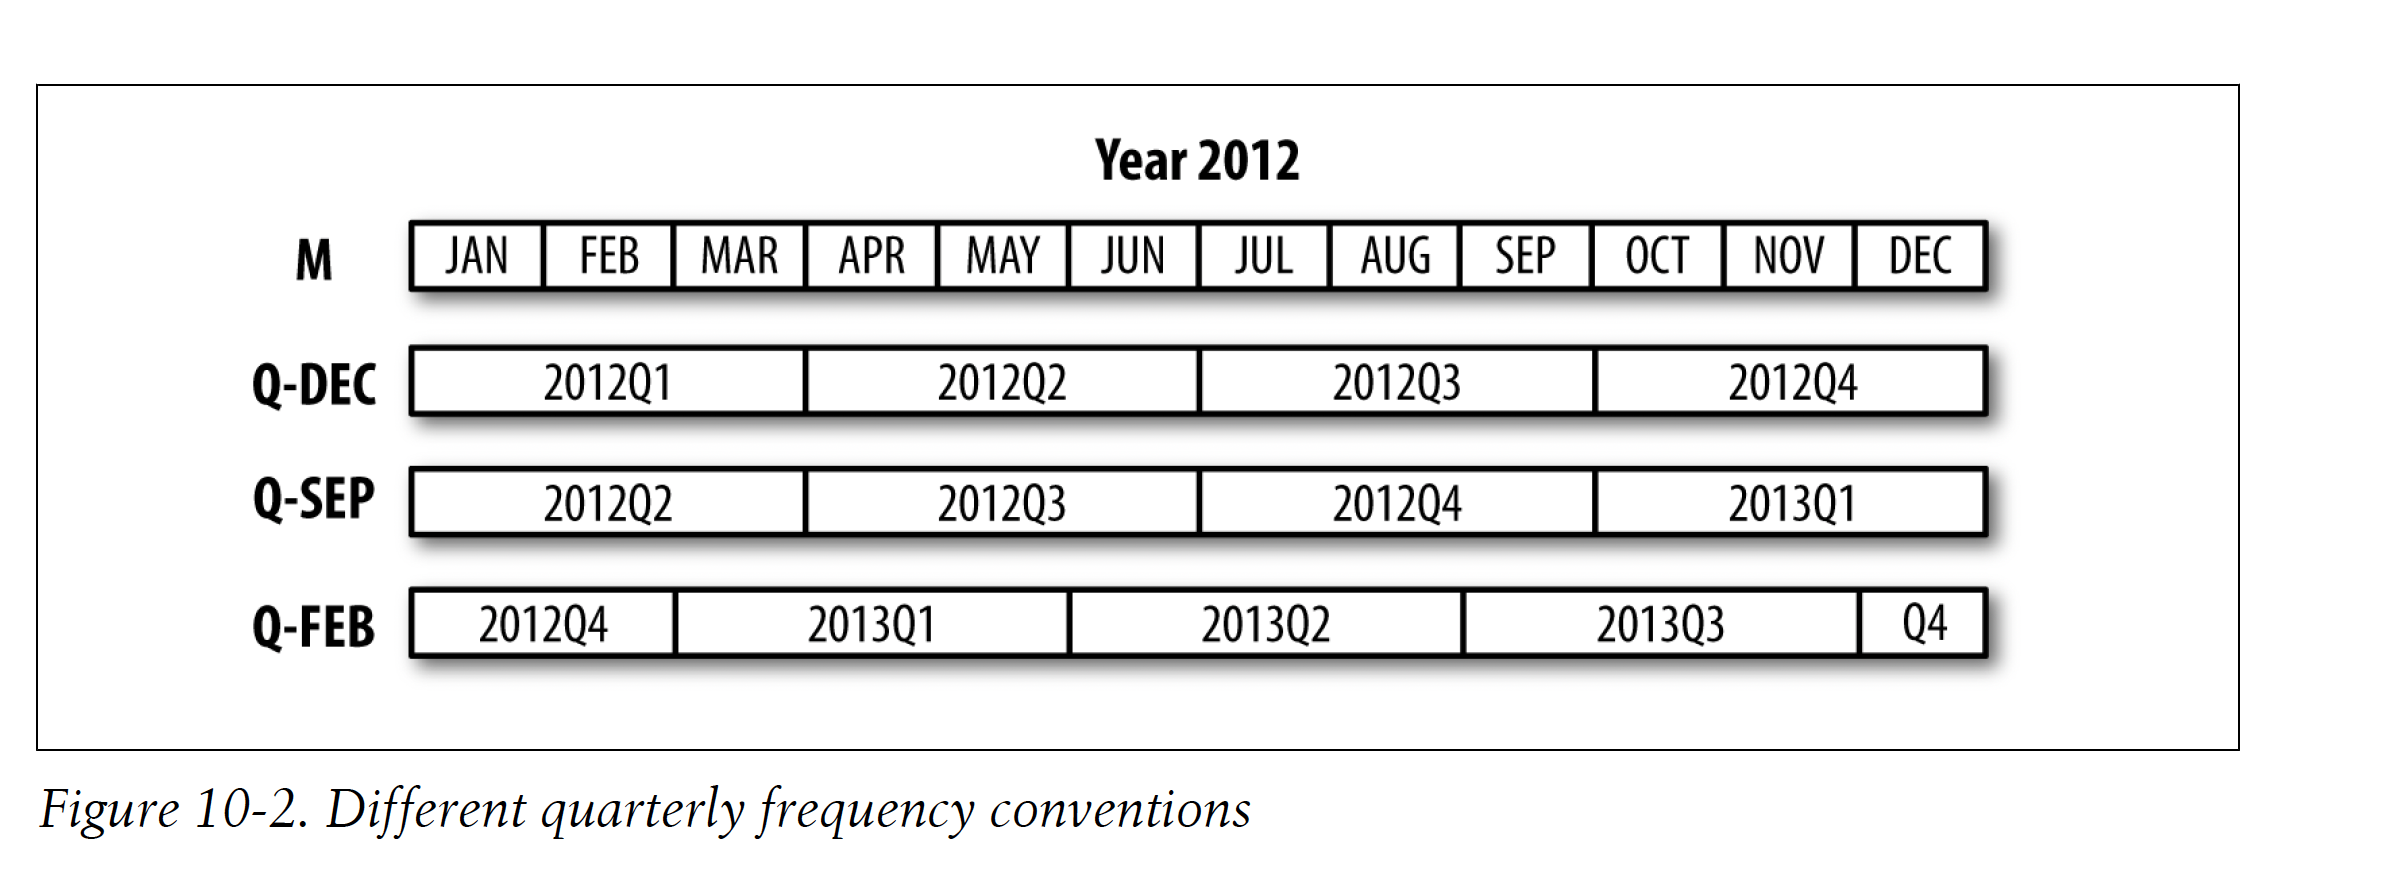 Year 2012
M JAN FEB MAR APR MAY JUN JUL AUG SEP OCT NOV DEC
Q-DEC 2012Q1 2012Q2 2012Q3 2012Q4
Q-SEP 2012Q2 2012Q3 2012Q4 2013Q1
Q-FEB 2012Q4 2013Q1 2013Q2 2013Q3 Q4
Figure 10-2. Different quarterly frequency conventions